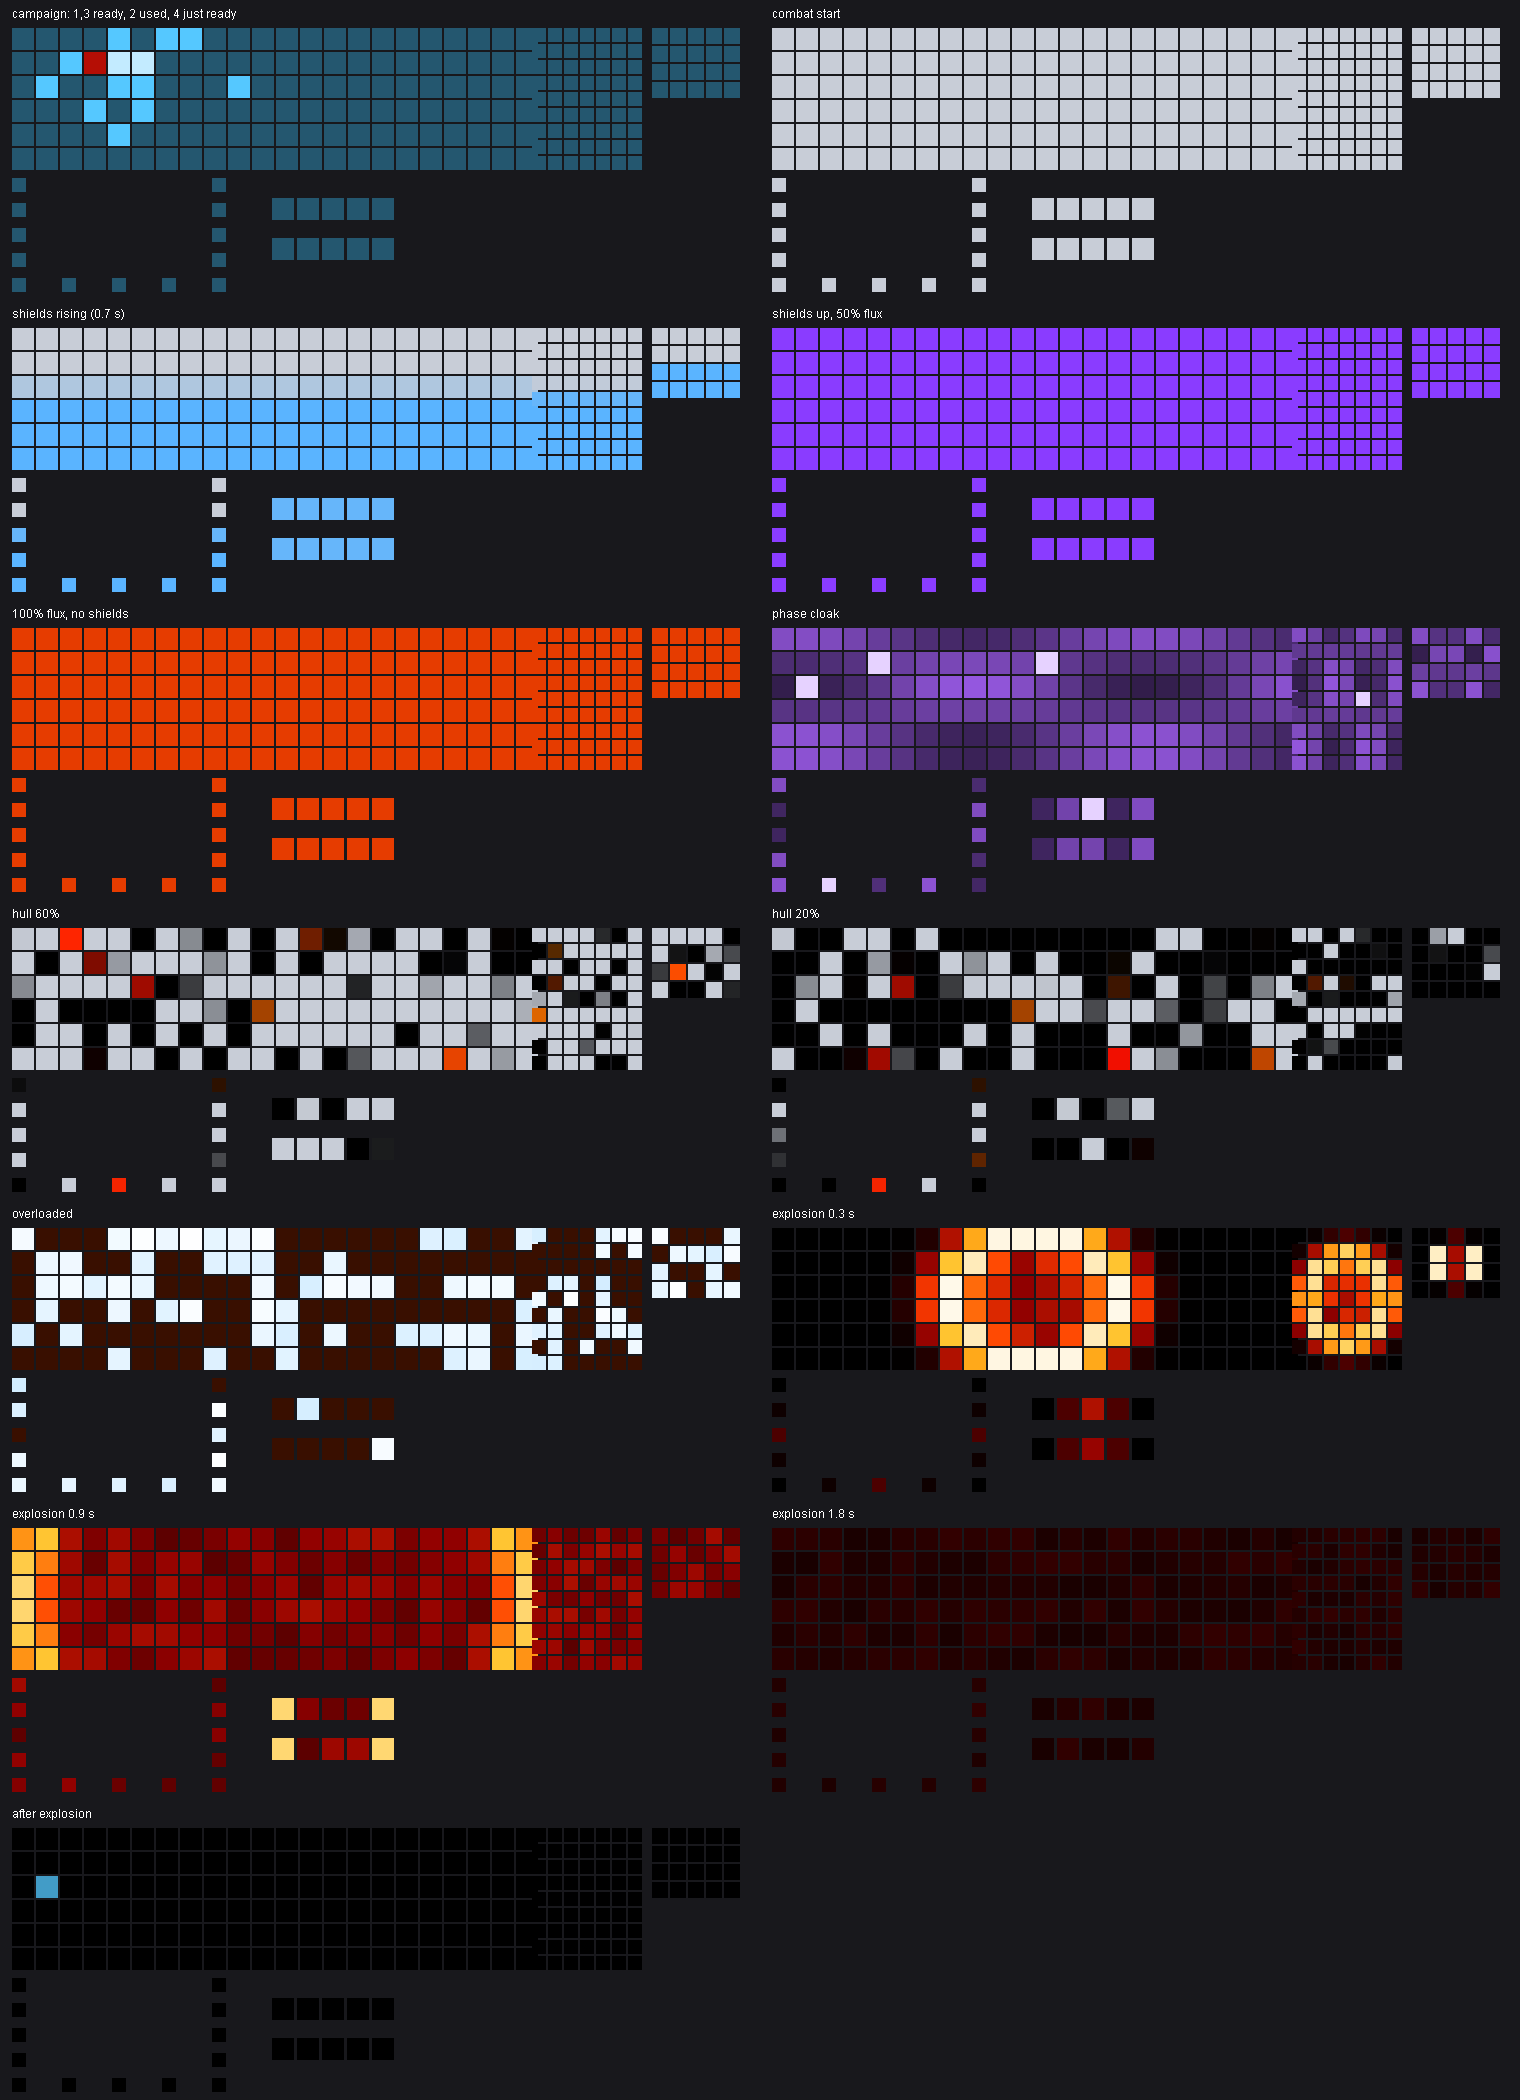 campaign: 1,3 ready, 2 used, 4 just ready
combat start
shields rising (0.7 s)
shields up, 50% flux
100% flux, no shields
phase cloak
hull 60%
hull 20%
overloaded
explosion 0.3 s
explosion 0.9 s
explosion 1.8 s
after explosion